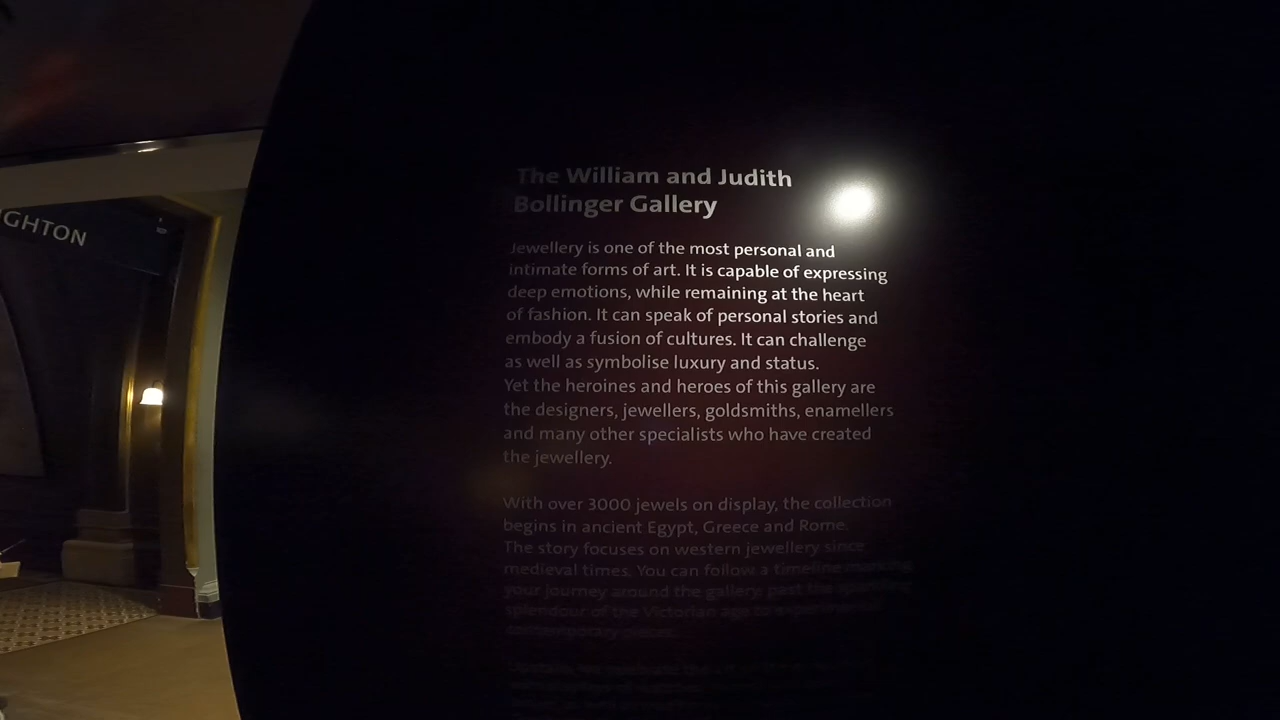 GHTON
The William and Judith
Bollinger Gallery
Jewellery is one of the most personal and
intimate forms of art. It is capable of expressing
deep emotions, while remaining at the heart
of fashion. It can speak of personal stories and
embody a fusion of cultures. It can challenge
as well as symbolise luxury and status.
Yet the heroines and heroes of this gallery are
the designers, jewellers, goldsmiths, enamellers
and many other specialists who have created
the jewellery.
With over 3000 jewels on display, the collection
begins in ancient Egypt, Greece and Rome.
The story focuses on western jewellery since
medieval times. You can follow a timeline marking
your journey around the gallery past the
splendour of the Victorian age to experimental
contemporary pieces.